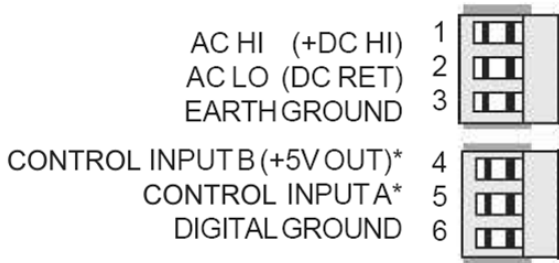 AC HI (+DC HI) 1
AC LO (DC RET) 2
EARTH GROUND 3
CONTROL INPUT B (+5V OUT)* 4
CONTROL INPUT A* 5
DIGITAL GROUND 6